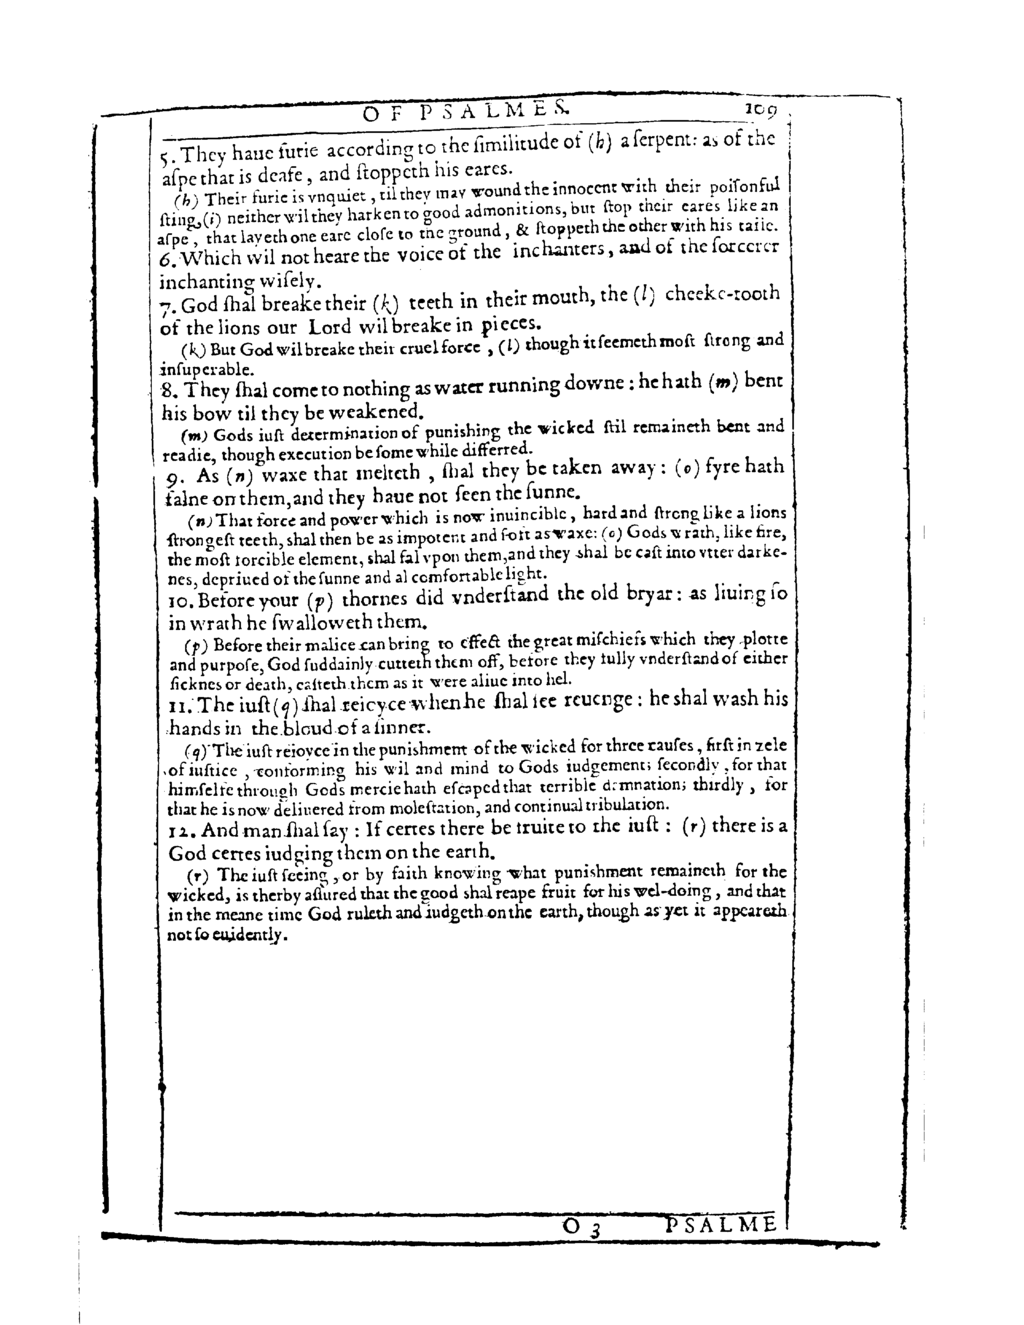 OF PSALMES. 109
5. They haue furie according to the ſimilitude of (h) a ſerpent: as of the
aſpe that is deafe, and ſtoppeth his eares.
(h) Their furie is vnquiet, til they may wound the innocent with their poiſonful
ſting, (i) neither wil they harken to good admonitions, but ſtop their eares like an
aſpe, that layeth one eare cloſe to the ground, & ſtoppeth the other with his taile.
6. Which wil not heare the voice of the inchanters, and of the ſorcerer
inchanting wiſely.
7. God ſhal breake their (k) teeth in their mouth, the (l) cheeke-tooth
of the lions our Lord wil breake in pieces.
(k) But God wil breake their cruel force, (l) though it ſeemeth moſt ſtrong and
inſuperable.
8. They ſhal come to nothing as water running downe: he hath (m) bent
his bow til they be weakened.
(m) Gods iuſt determination of punishing the wicked ſtil remaineth bent and
readie, though execution be ſome while differred.
9. As (n) waxe that melteth, ſhal they be taken away: (o) fyre hath
falne on them, and they haue not ſeen the ſunne.
(n) That force and power which is now inuincible, hard and ſtrong like a lions
ſtrongeſt teeth, shal then be as impotent and ſoft as waxe: (o) Gods wrath, like fire,
the moſt forcible element, shal fal vpon them, and they shal be caſt into vtter darke-
nes, depriued of the ſunne and al comfortable light.
10. Before your (p) thornes did vnderſtand the old bryar: as liuing ſo
in wrath he ſwalloweth them.
(p) Before their malice can bring to effect the great miſchiefs which they plotte
and purpoſe, God ſuddainly cutteth them off, before they fully vnderſtand of either
ſicknes or death, caſteth them as it were aliue into hel.
11. The iuſt (q) ſhal reioyce when he ſhal ſee reuenge: he shal wash his
hands in the bloud of a ſinner.
(q) The iuſt reioyce in the punishment of the wicked for three cauſes, firſt in zele
of iuſtice, conforming his wil and mind to Gods iudgement; ſecondly, for that
himſelfe through Gods mercie hath eſcaped that terrible damnation; thirdly, for
that he is now deliuered from moleſtation, and continual tribulation.
12. And man ſhal ſay: If certes there be fruite to the iuſt: (r) there is a
God certes iudging them on the earth.
(r) The iuſt ſeeing, or by faith knowing what punishment remaineth for the
wicked, is therby aſſured that the good shal reape fruit for his wel-doing, and that
in the meane time God ruleth and iudgeth on the earth, though as yet it appeareth
not ſo euidently.
O 3 PSALME